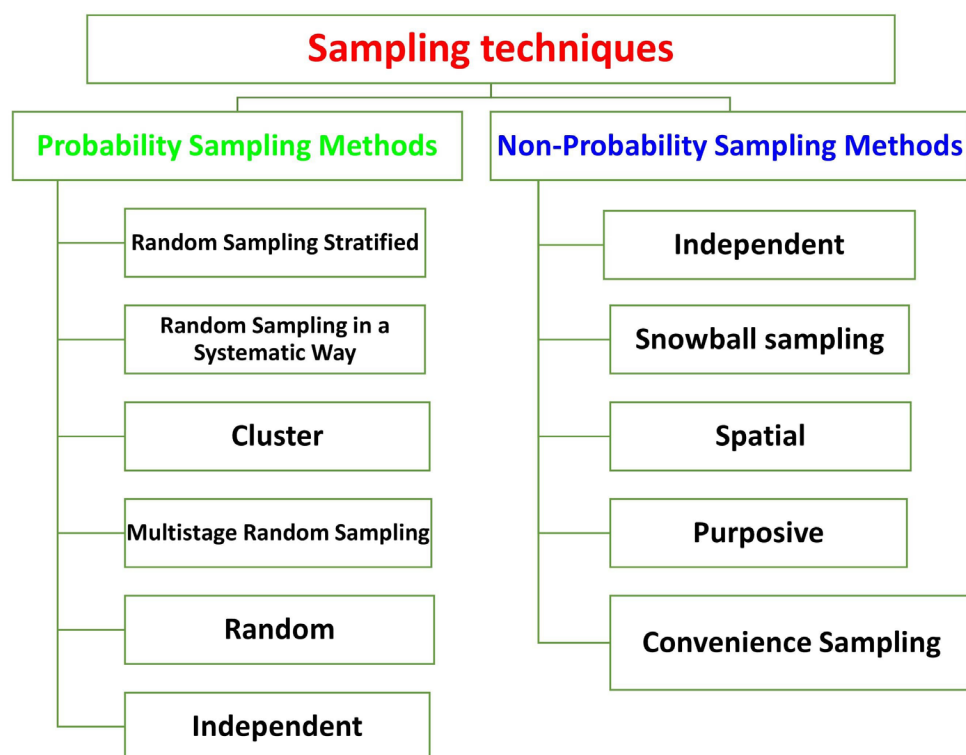 Sampling techniques
Probability Sampling Methods
Random Sampling Stratified
Random Sampling in a
Systematic Way
Cluster
Multistage Random Sampling
Random
Independent
Non-Probability Sampling Methods
Independent
Snowball sampling
Spatial
Purposive
Convenience Sampling